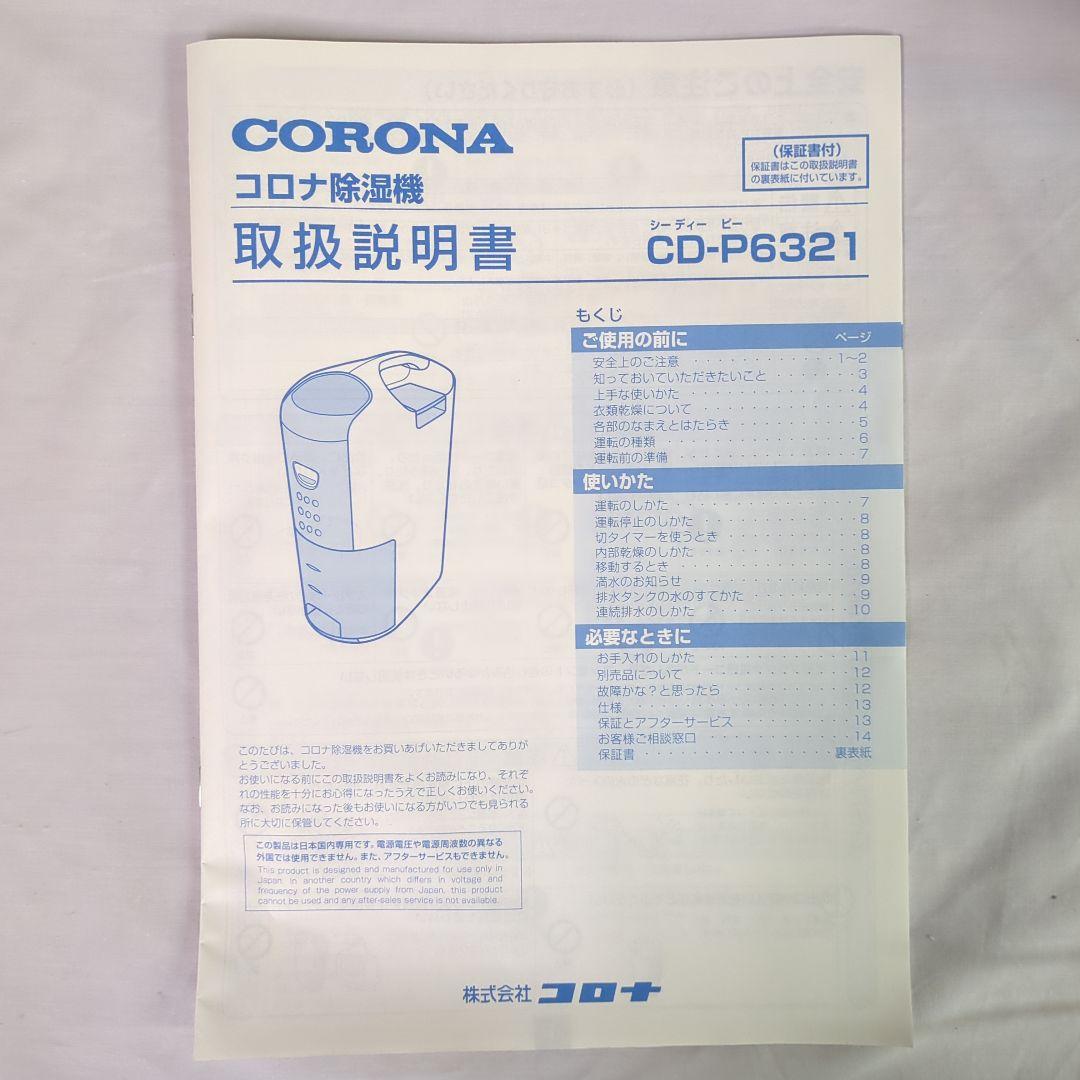 CORONA
コロナ除湿機
（保証書付）
保証書はこの取扱説明書
の裏表紙に付いています。
取扱説明書
シー ディー ピー
CD-P6321
もくじ
ご使用の前に ページ
安全上のご注意 ・・・・・・・・・・・・1〜2
知っておいていただきたいこと ・・・・・・・3
上手な使いかた ・・・・・・・・・・・・・4
衣類乾燥について ・・・・・・・・・・・・4
各部のなまえとはたらき ・・・・・・・・・5
運転の種類 ・・・・・・・・・・・・・・・6
運転前の準備 ・・・・・・・・・・・・・・7
使いかた
運転のしかた ・・・・・・・・・・・・・・7
運転停止のしかた ・・・・・・・・・・・・8
切タイマーを使うとき ・・・・・・・・・・8
内部乾燥のしかた ・・・・・・・・・・・・8
移動するとき ・・・・・・・・・・・・・・8
満水のお知らせ ・・・・・・・・・・・・・9
排水タンクの水のすてかた ・・・・・・・・9
連続排水のしかた ・・・・・・・・・・・・10
必要なときに
お手入れのしかた ・・・・・・・・・・・・11
別売品について ・・・・・・・・・・・・・12
故障かな？と思ったら ・・・・・・・・・・12
仕様 ・・・・・・・・・・・・・・・・・・13
保証とアフターサービス ・・・・・・・・・13
お客様ご相談窓口 ・・・・・・・・・・・・14
保証書 ・・・・・・・・・・・・・・・裏表紙
このたびは、コロナ除湿機をお買いあげいただきましてありが
とうございました。
お使いになる前にこの取扱説明書をよくお読みになり、それぞ
れの性能を十分にお心得になったうえで正しくお使いください。
なお、お読みになった後もお使いになる方がいつでも見られる
所に大切に保管してください。
この製品は日本国内専用です。電源電圧や電源周波数の異なる
外国では使用できません。また、アフターサービスもできません。
This product is designed and manufactured for use only in
Japan. In another country which differs in voltage and
frequency of the power supply from Japan, this product
cannot be used and any after-sales service is not available.
株式会社 コロナ